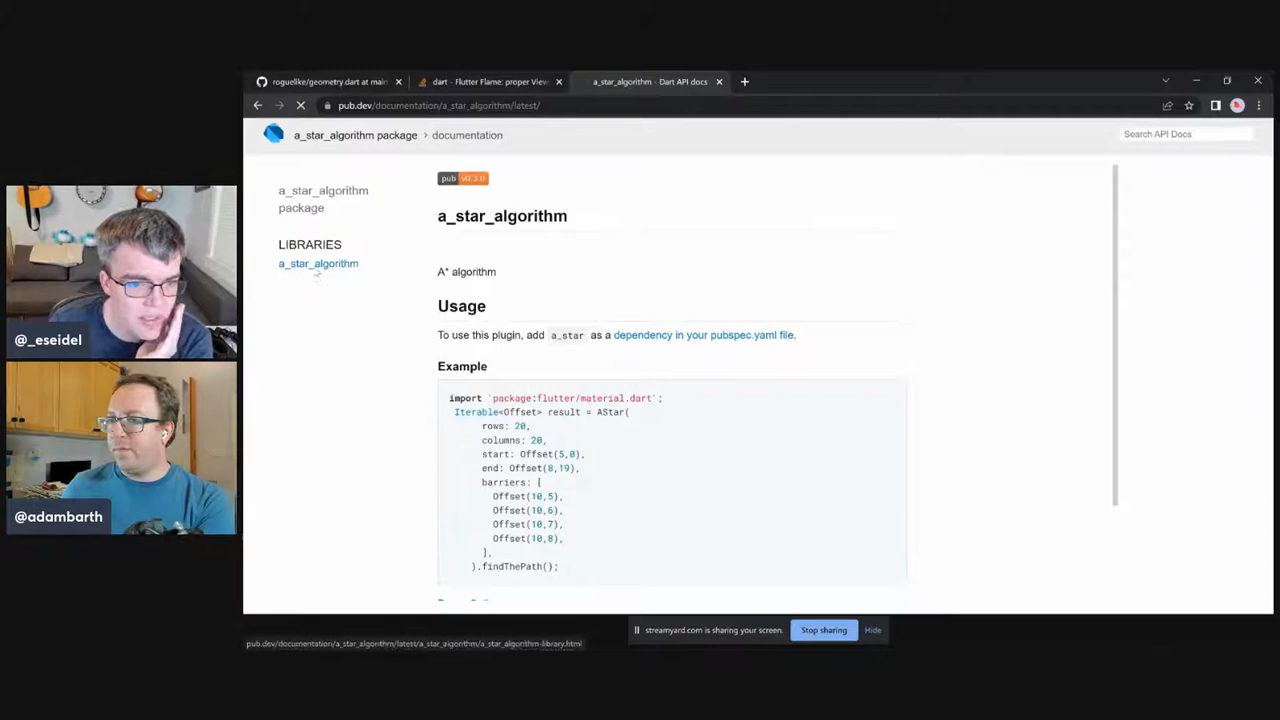 roguelike/geometry.dart at main
dart - Flutter Flame: proper View
a_star_algorithm - Dart API docs
pub.dev/documentation/a_star_algorithm/latest/
a_star_algorithm package
documentation
Search API Docs
a_star_algorithm
package
LIBRARIES
a_star_algorithm
pub v0.3.0
a_star_algorithm
A* algorithm
Usage
To use this plugin, add a_star as a dependency in your pubspec.yaml file.
Example
import 'package:flutter/material.dart';
Iterable<Offset> result = AStar(
rows: 20,
columns: 20,
start: Offset(5,0),
end: Offset(8,19),
barriers: [
Offset(10,5),
Offset(10,6),
Offset(10,7),
Offset(10,8),
],
).findThePath();
@_eseidel
@adambarth
streamyard.com is sharing your screen.
Stop sharing
Hide
pub.dev/documentation/a_star_algorithm/latest/a_star_algorithm/a_star_algorithm-library.html